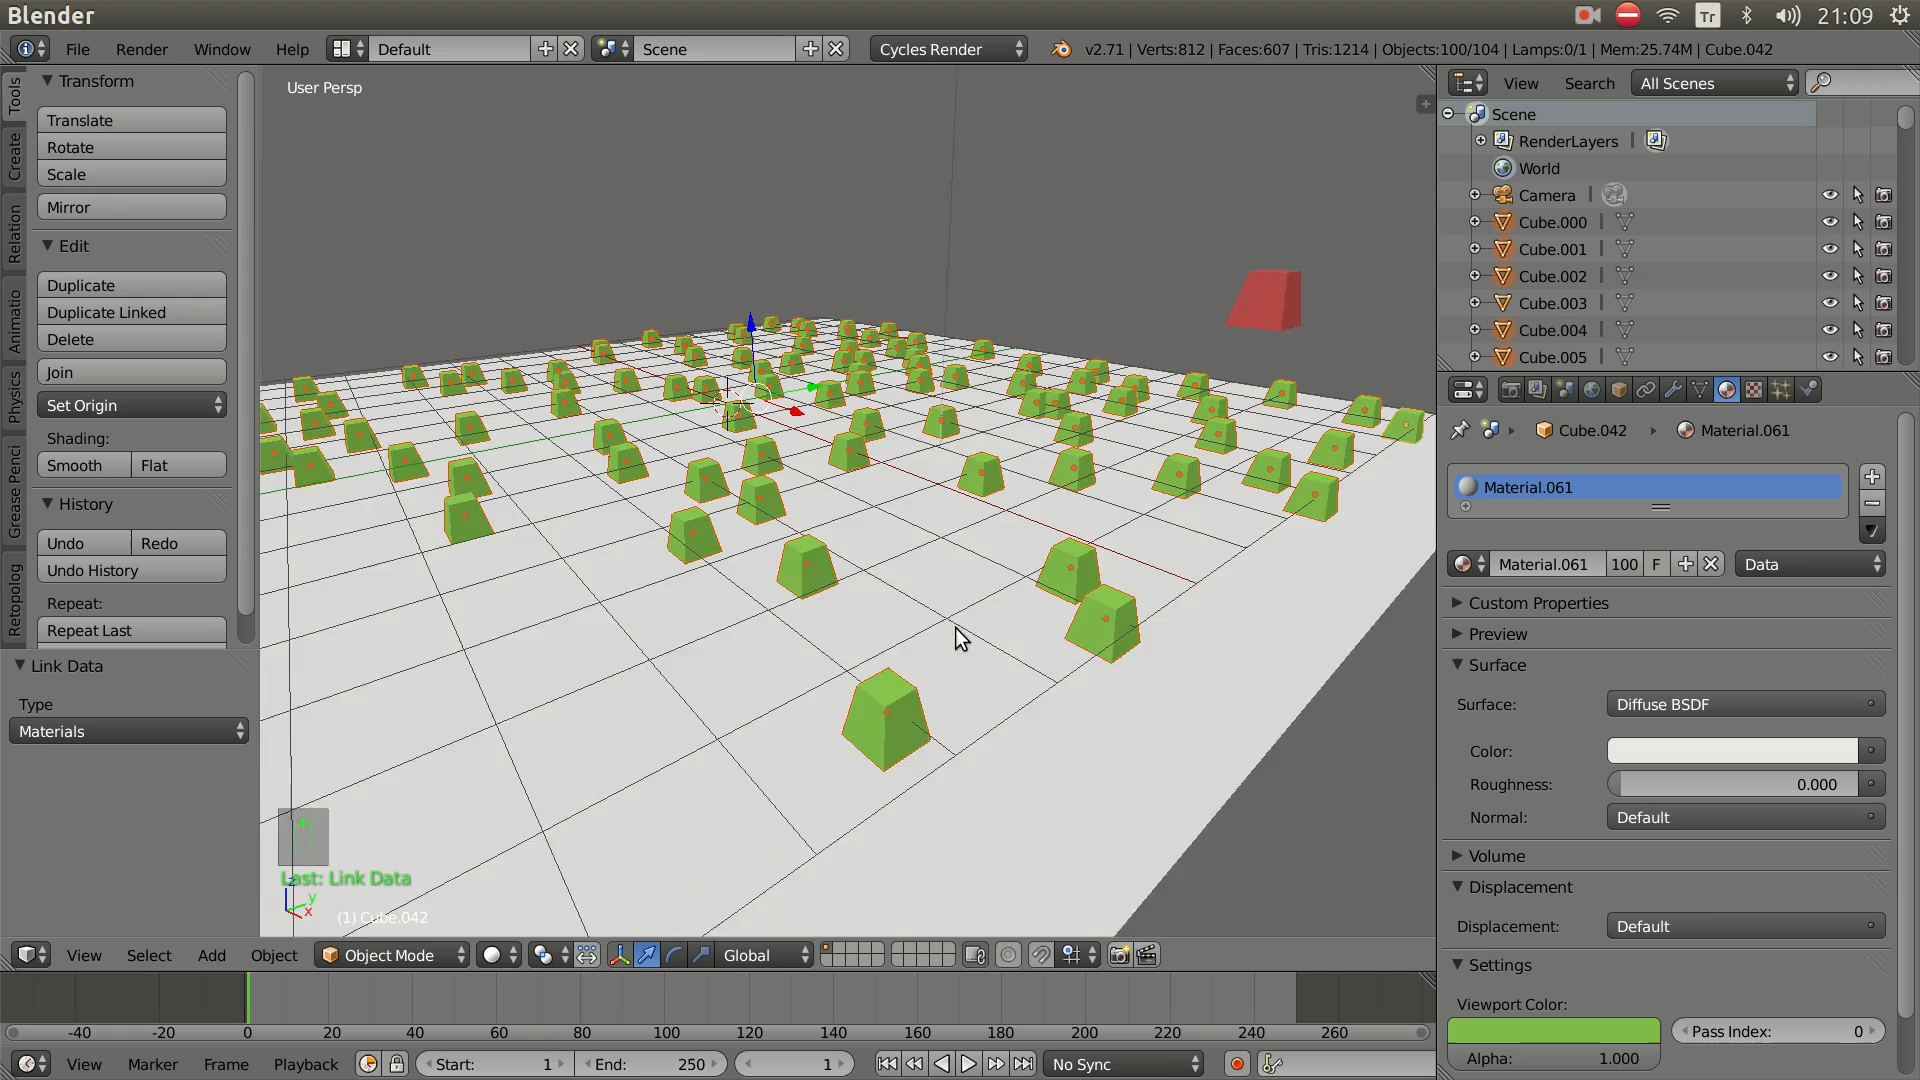 Blender
Tr
21:09
File Render Window Help Default Scene Cycles Render v2.71 | Verts:812 | Faces:607 | Tris:1214 | Objects:100/104 | Lamps:0/1 | Mem:25.74M | Cube.042
Tools
Create
Relation
Animatio
Physics
Grease Penci
Retopolog
Transform
Translate
Rotate
Scale
Mirror
Edit
Duplicate
Duplicate Linked
Delete
Join
Set Origin
Shading:
Smooth Flat
History
Undo Redo
Undo History
Repeat:
Repeat Last
Link Data
Type
Materials
User Persp
Last: Link Data
z
y
x
(1) Cube.042
View Select Add Object Object Mode Global
-40 -20 0 20 40 60 80 100 120 140 160 180 200 220 240 260
View Marker Frame Playback Start: 1 End: 250 1 No Sync
View Search All Scenes
Scene
RenderLayers |
World
Camera |
Cube.000 |
Cube.001 |
Cube.002 |
Cube.003 |
Cube.004 |
Cube.005 |
Cube.042 Material.061
Material.061
Material.061 100 F Data
Custom Properties
Preview
Surface
Surface: Diffuse BSDF
Color:
Roughness: 0.000
Normal: Default
Volume
Displacement
Displacement: Default
Settings
Viewport Color:
Pass Index: 0
Alpha: 1.000